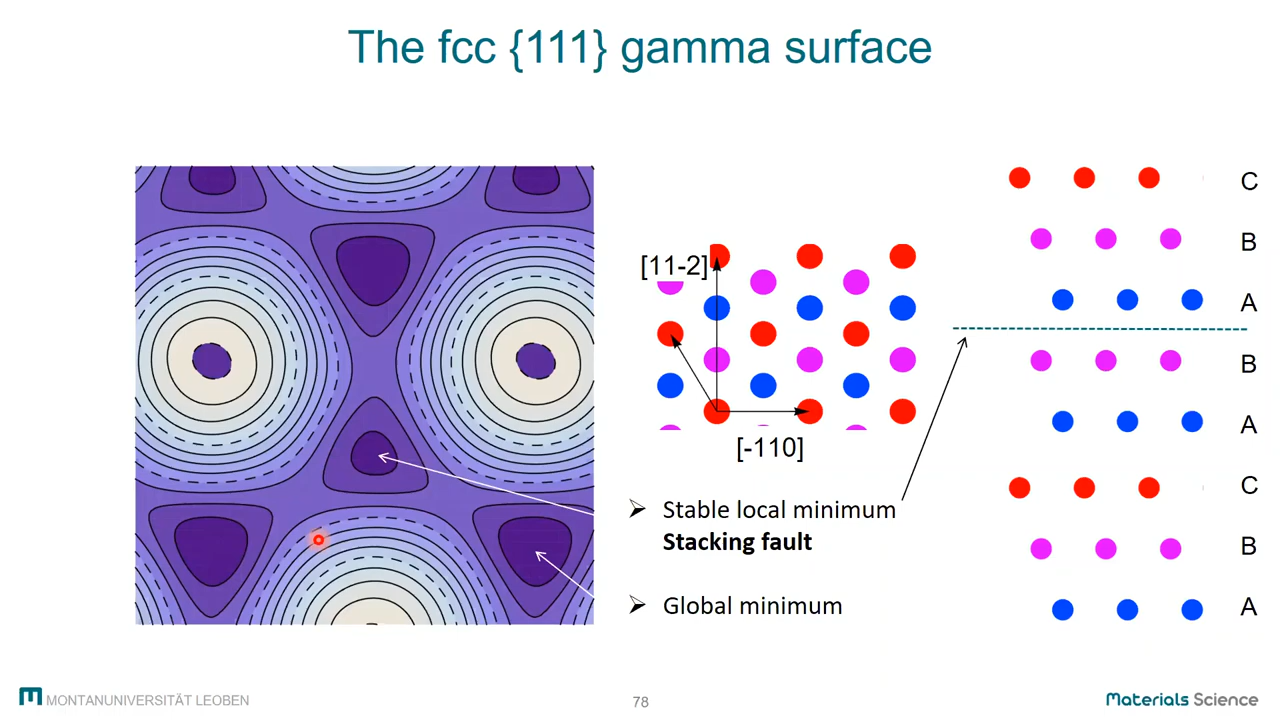 The fcc {111} gamma surface
[11-2]
[-110]
➢ Stable local minimum
Stacking fault
➢ Global minimum
C
B
A
B
A
C
B
A
MONTANUNIVERSITÄT LEOBEN
78
Materials Science